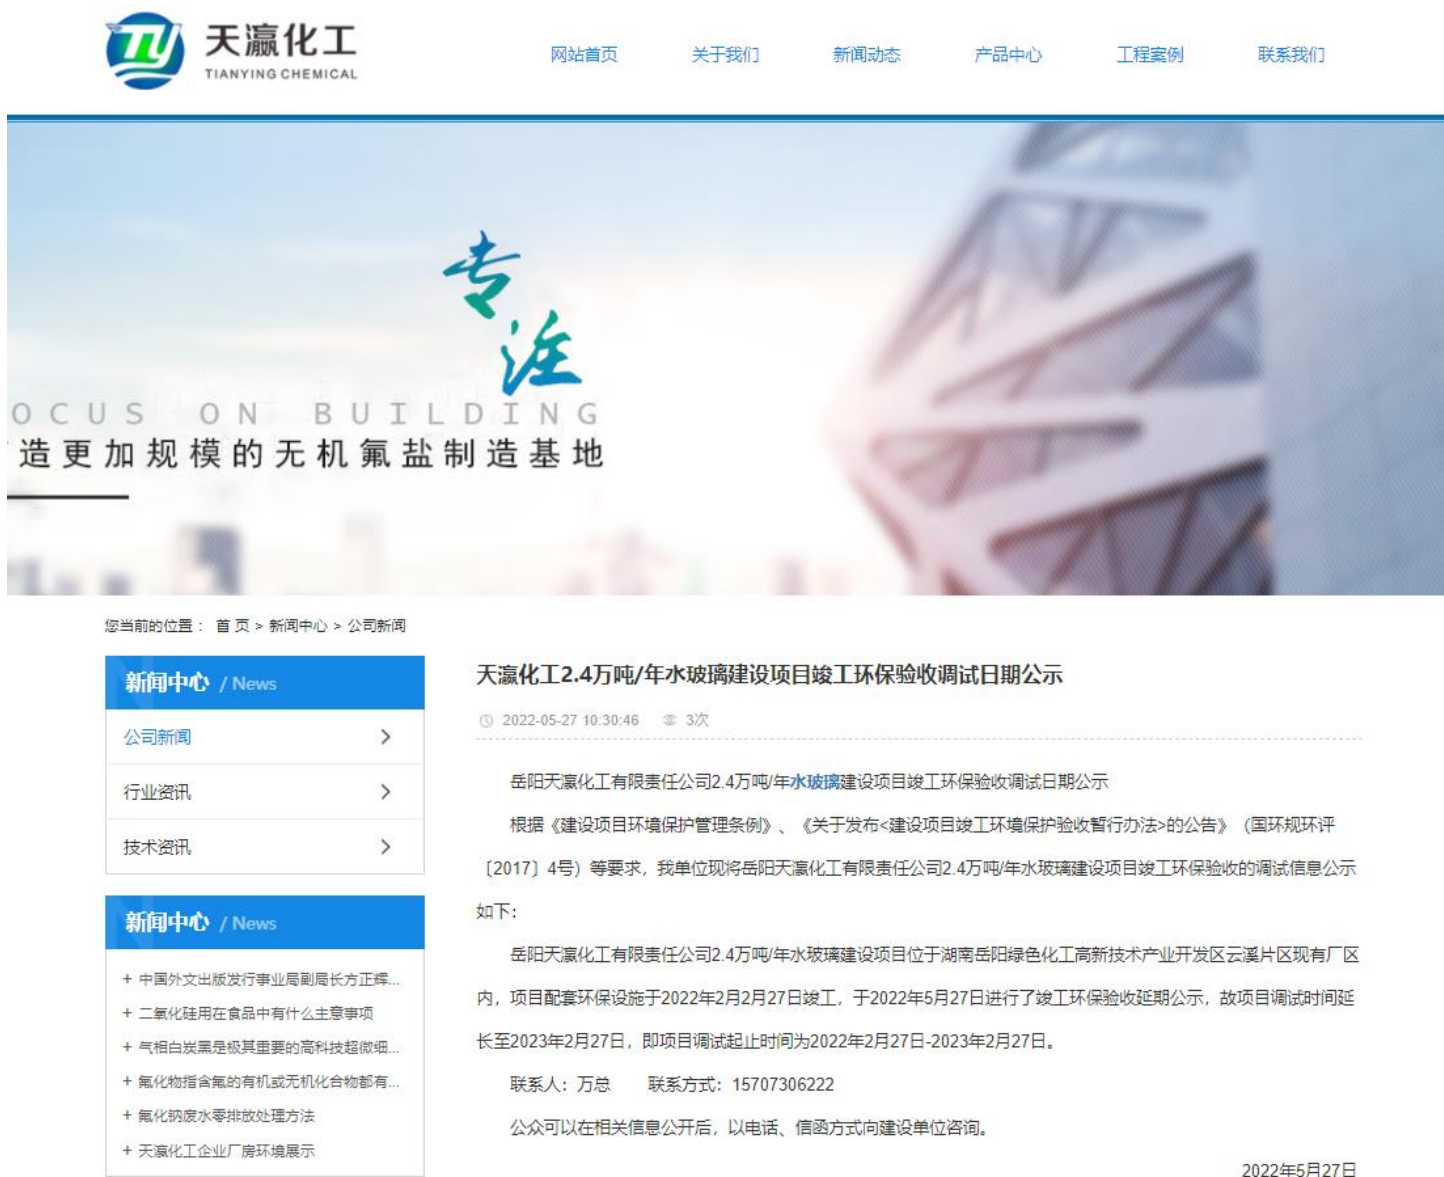 天瀛化工
TIANYING CHEMICAL
网站首页
关于我们
新闻动态
产品中心
工程案例
联系我们
专注
OCUS ON BUILDING
造更加规模的无机氟盐制造基地
您当前的位置： 首 页 > 新闻中心 > 公司新闻
新闻中心 / News
公司新闻
行业资讯
技术资讯
新闻中心 / News
+ 中国外文出版发行事业局副局长方正辉...
+ 二氧化硅用在食品中有什么主意事项
+ 气相白炭黑是极其重要的高科技超微细...
+ 氟化物指含氟的有机或无机化合物都有...
+ 氟化钠废水零排放处理方法
+ 天瀛化工企业厂房环境展示
天瀛化工2.4万吨/年水玻璃建设项目竣工环保验收调试日期公示
2022-05-27 10:30:46 3次
岳阳天瀛化工有限责任公司2.4万吨/年水玻璃建设项目竣工环保验收调试日期公示
根据《建设项目环境保护管理条例》、《关于发布<建设项目竣工环境保护验收暂行办法>的公告》（国环规环评
〔2017〕4号）等要求，我单位现将岳阳天瀛化工有限责任公司2.4万吨/年水玻璃建设项目竣工环保验收的调试信息公示
如下：
岳阳天瀛化工有限责任公司2.4万吨/年水玻璃建设项目位于湖南岳阳绿色化工高新技术产业开发区云溪片区现有厂区
内，项目配套环保设施于2022年2月2月27日竣工，于2022年5月27日进行了竣工环保验收延期公示，故项目调试时间延
长至2023年2月27日，即项目调试起止时间为2022年2月27日-2023年2月27日。
联系人：万总 联系方式：15707306222
公众可以在相关信息公开后，以电话、信函方式向建设单位咨询。
2022年5月27日